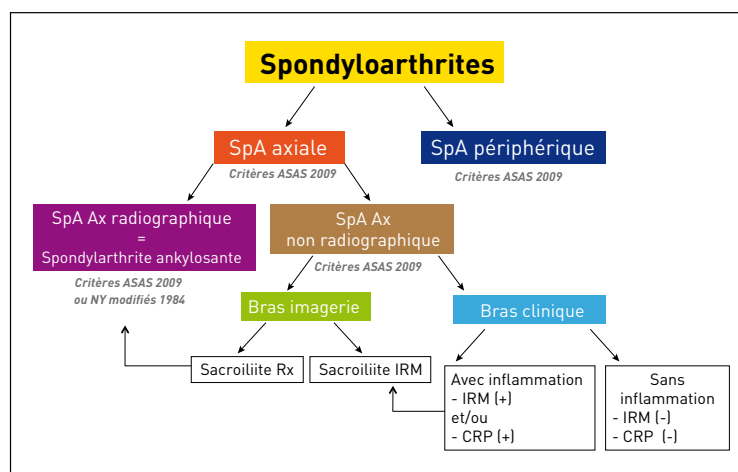 Spondyloarthrites
SpA axiale
SpA périphérique
Critères ASAS 2009
Critères ASAS 2009
SpA Ax radiographique
=
Spondylarthrite ankylosante
SpA Ax
non radiographique
Critères ASAS 2009
ou NY modifiés 1984
Critères ASAS 2009
Bras imagerie
Bras clinique
Sacroiliite Rx
Sacroiliite IRM
Avec inflammation
- IRM (+)
et/ou
- CRP (+)
Sans
inflammation
- IRM (-)
- CRP (-)